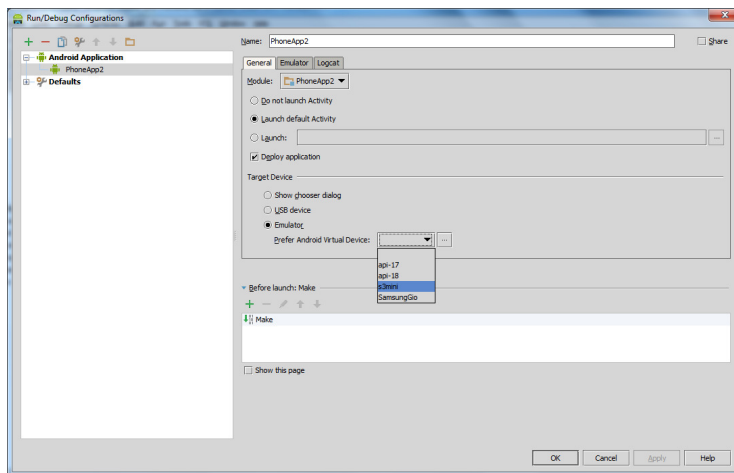 Run/Debug Configurations
Name: PhoneApp2
Share
Android Application
PhoneApp2
Defaults
General Emulator Logcat
Module: PhoneApp2
Do not launch Activity
Launch default Activity
Launch:
...
Deploy application
Target Device
Show chooser dialog
USB device
Emulator
Prefer Android Virtual Device:
...
api-17
api-18
s3mini
SamsungGio
Before launch: Make
Make
Show this page
OK Cancel Apply Help